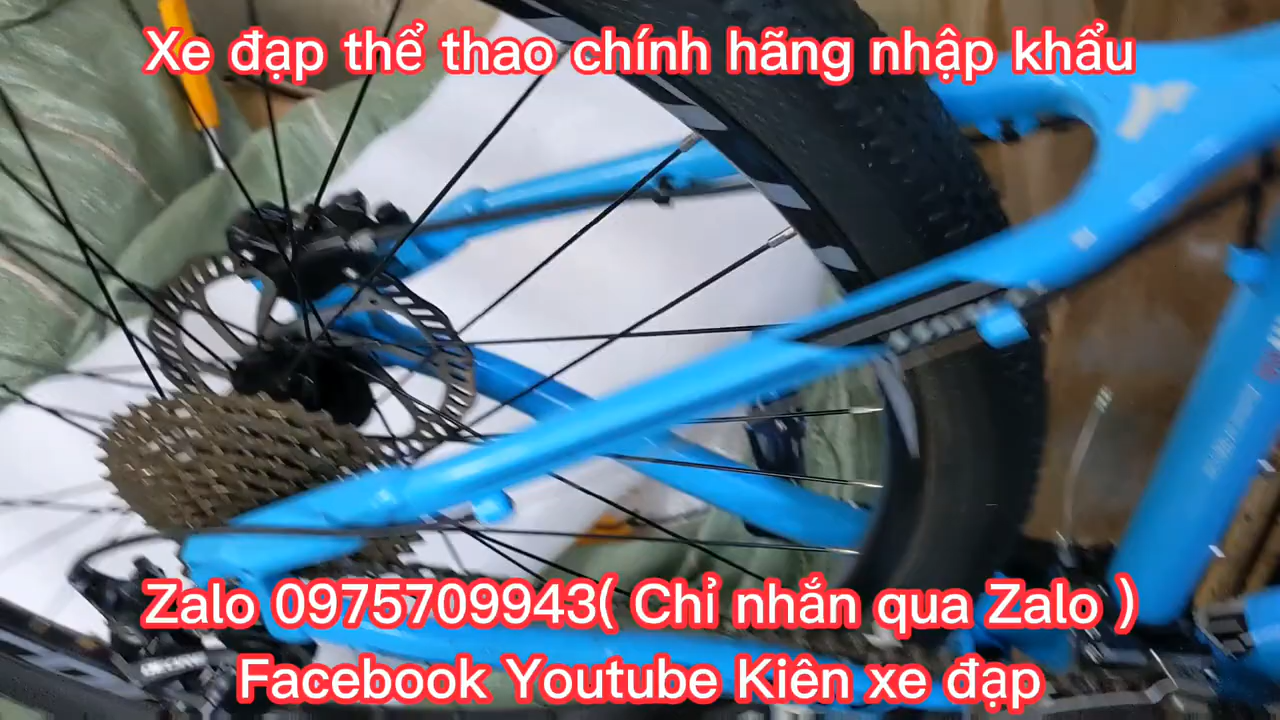 Xe đạp thể thao chính hãng nhập khẩu
Zalo 0975709943( Chỉ nhắn qua Zalo )
Facebook Youtube Kiên xe đạp